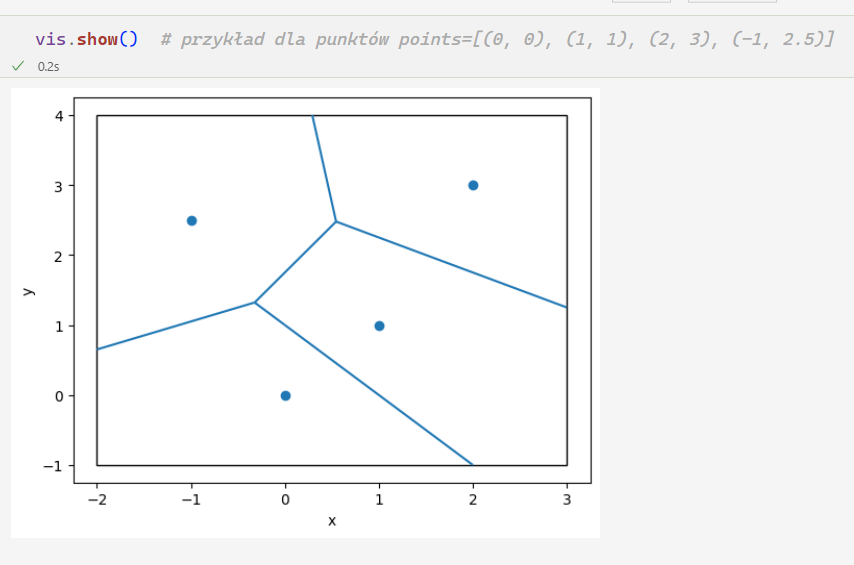 vis.show()  # przykład dla punktów points=[(0, 0), (1, 1), (2, 3), (−1, 2.5)]
0.2s
4
3
2
1
0
−1
y
−2 −1 0 1 2 3
x